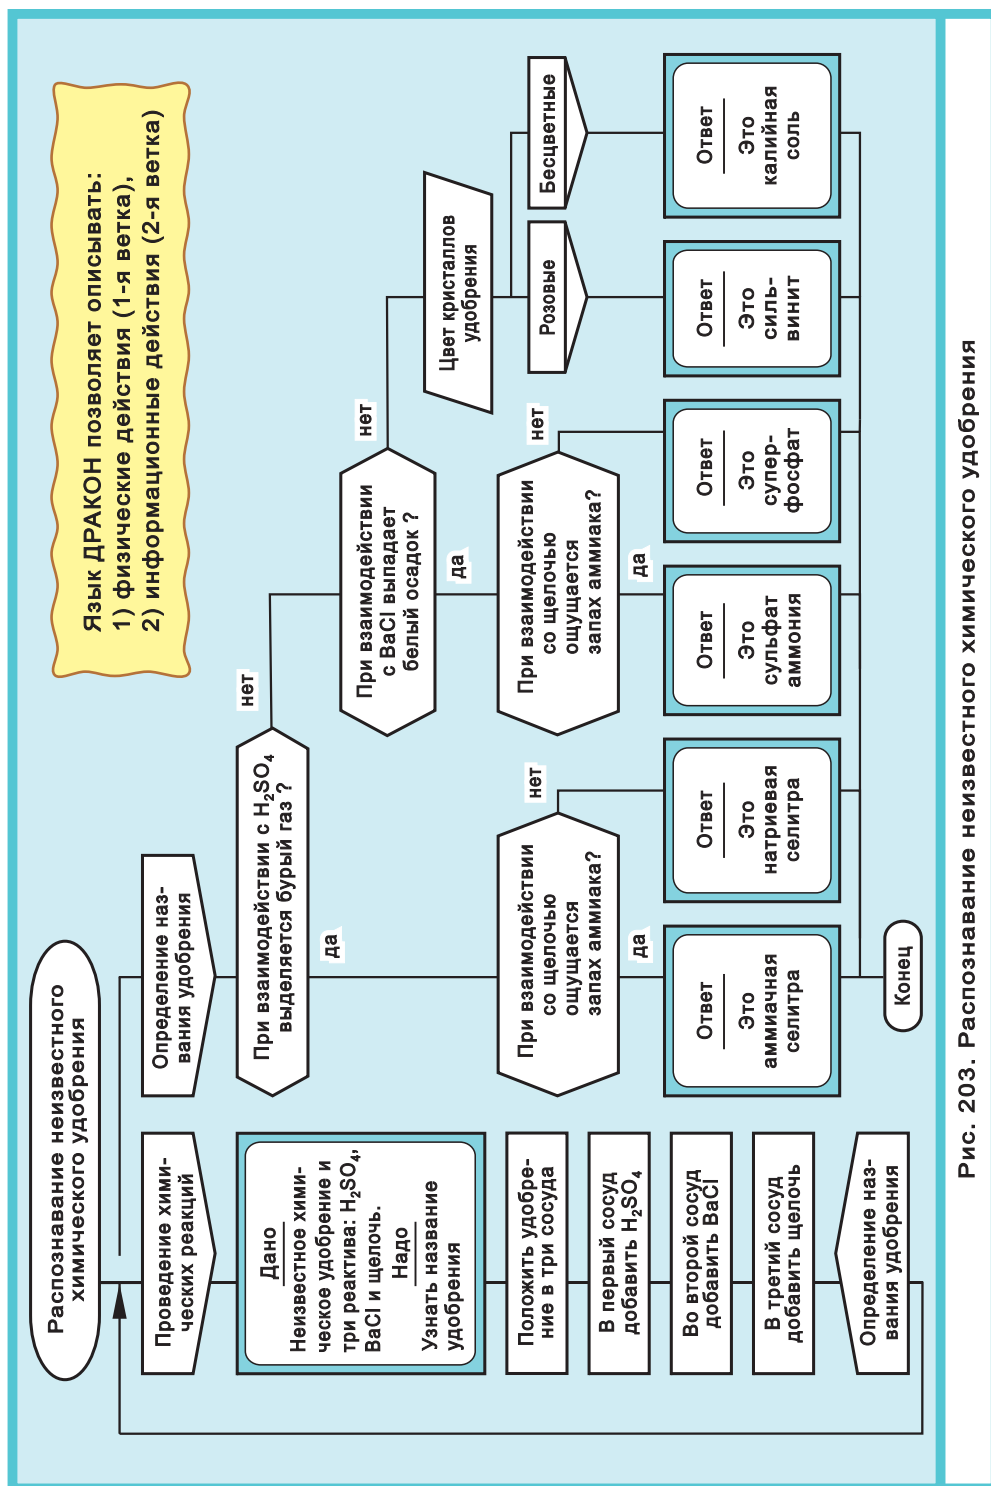 Язык ДРАКОН позволяет описывать:
1) физические действия (1-я ветка),
2) информационные действия (2-я ветка)
Распознавание неизвестного
химического удобрения
Проведение хими-
ческих реакций
Дано
Неизвестное хими-
ческое удобрение и
три реактива: H₂SO₄,
BaCl и щелочь.
Надо
Узнать название
удобрения
Положить удобре-
ние в три сосуда
В первый сосуд
добавить H₂SO₄
Во второй сосуд
добавить BaCl
В третий сосуд
добавить щелочь
Определение наз-
вания удобрения
Определение наз-
вания удобрения
При взаимодействии с H₂SO₄
выделяется бурый газ ?
да
нет
При взаимодействии
со щелочью
ощущается
запах аммиака?
да
нет
Ответ
Это
аммиачная
селитра
Ответ
Это
натриевая
селитра
При взаимодействии
с BaCl выпадает
белый осадок ?
да
нет
При взаимодействии
со щелочью
ощущается
запах аммиака?
да
нет
Ответ
Это
сульфат
аммония
Ответ
Это
супер-
фосфат
Цвет кристаллов
удобрения
Розовые
Бесцветные
Ответ
Это
силь-
винит
Ответ
Это
калийная
соль
Конец
Рис. 203. Распознавание неизвестного химического удобрения